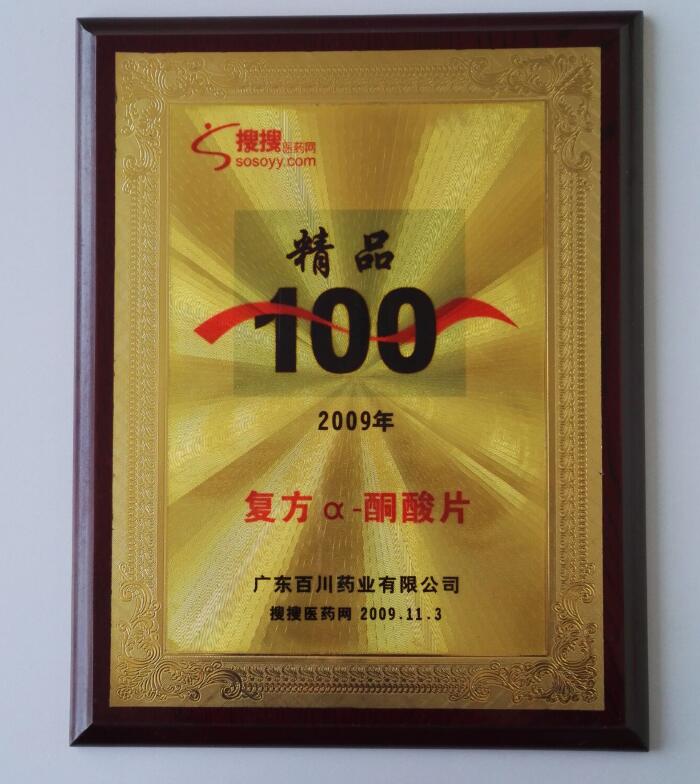 搜搜医药网
sosoyy.com
精品
100
2009年
复方α-酮酸片
广东百川药业有限公司
搜搜医药网 2009.11.3